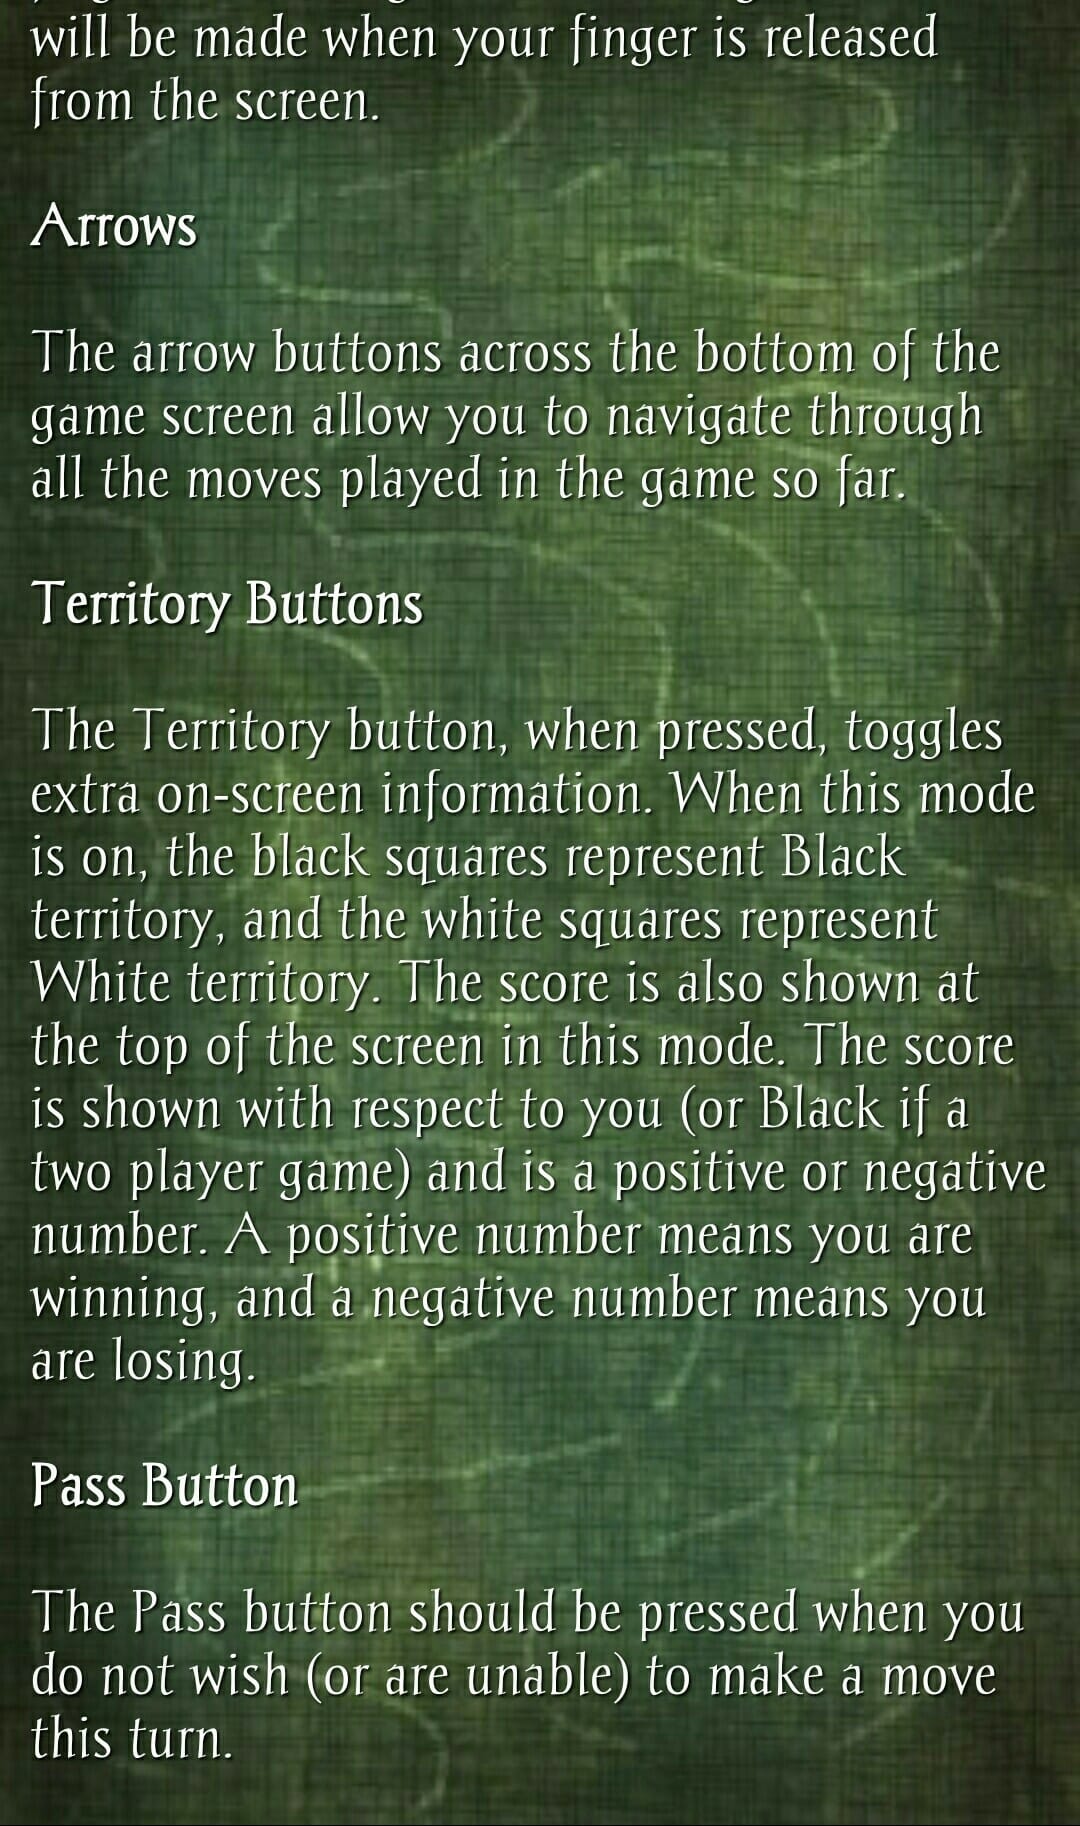 will be made when your finger is released
from the screen.
Arrows
The arrow buttons across the bottom of the
game screen allow you to navigate through
all the moves played in the game so far.
Territory Buttons
The Territory button, when pressed, toggles
extra on-screen information. When this mode
is on, the black squares represent Black
territory, and the white squares represent
White territory. The score is also shown at
the top of the screen in this mode. The score
is shown with respect to you (or Black if a
two player game) and is a positive or negative
number. A positive number means you are
winning, and a negative number means you
are losing.
Pass Button
The Pass button should be pressed when you
do not wish (or are unable) to make a move
this turn.